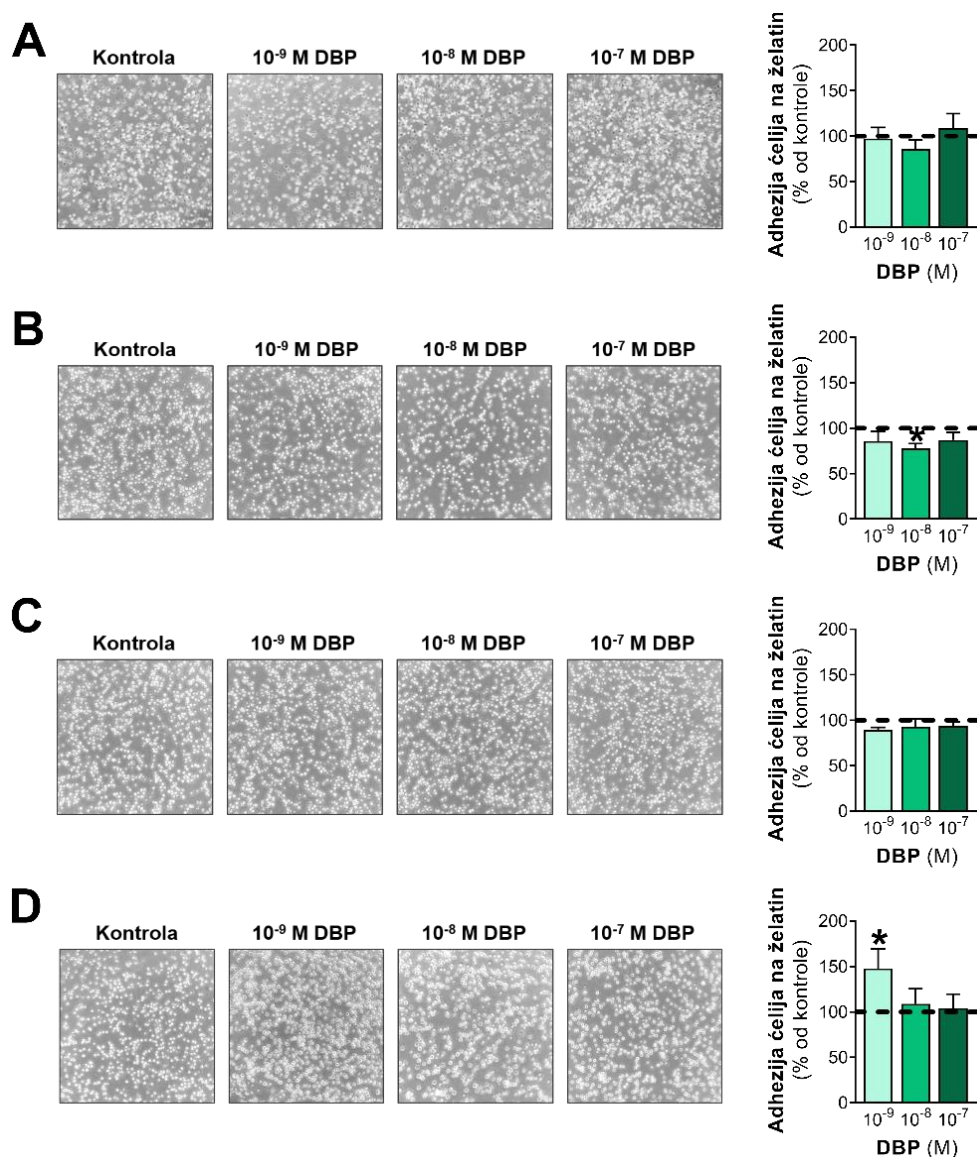 A
Kontrola
10⁻⁹ M DBP
10⁻⁸ M DBP
10⁻⁷ M DBP
Adhezija ćelija na želatin
(% od kontrole)
200
150
100
50
0
10⁻⁹ 10⁻⁸ 10⁻⁷
DBP (M)
B
Kontrola
10⁻⁹ M DBP
10⁻⁸ M DBP
10⁻⁷ M DBP
Adhezija ćelija na želatin
(% od kontrole)
200
150
100
50
0
*
10⁻⁹ 10⁻⁸ 10⁻⁷
DBP (M)
C
Kontrola
10⁻⁹ M DBP
10⁻⁸ M DBP
10⁻⁷ M DBP
Adhezija ćelija na želatin
(% od kontrole)
200
150
100
50
0
10⁻⁹ 10⁻⁸ 10⁻⁷
DBP (M)
D
Kontrola
10⁻⁹ M DBP
10⁻⁸ M DBP
10⁻⁷ M DBP
Adhezija ćelija na želatin
(% od kontrole)
200
150
100
50
0
*
10⁻⁹ 10⁻⁸ 10⁻⁷
DBP (M)